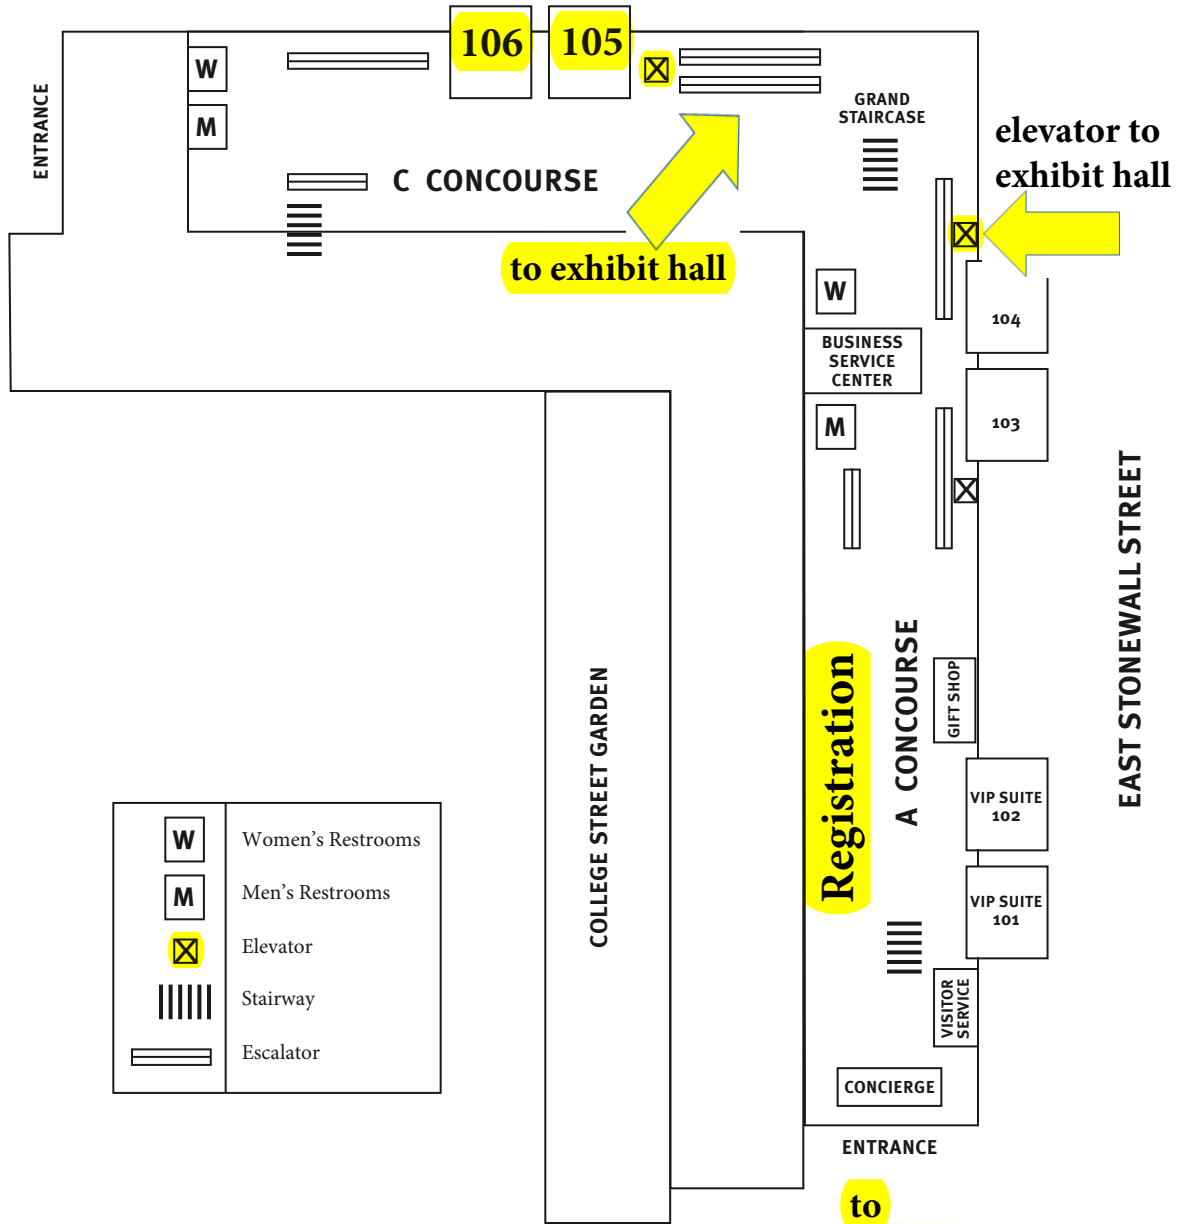 106
105
ENTRANCE
W
M
GRAND
STAIRCASE
elevator to
exhibit hall
C CONCOURSE
to exhibit hall
W
104
BUSINESS
SERVICE
CENTER
M
103
EAST STONEWALL STREET
A CONCOURSE
Registration
GIFT SHOP
COLLEGE STREET GARDEN
VIP SUITE
102
VIP SUITE
101
VISITOR
SERVICE
CONCIERGE
ENTRANCE
to
W Women's Restrooms
M Men's Restrooms
Elevator
Stairway
Escalator